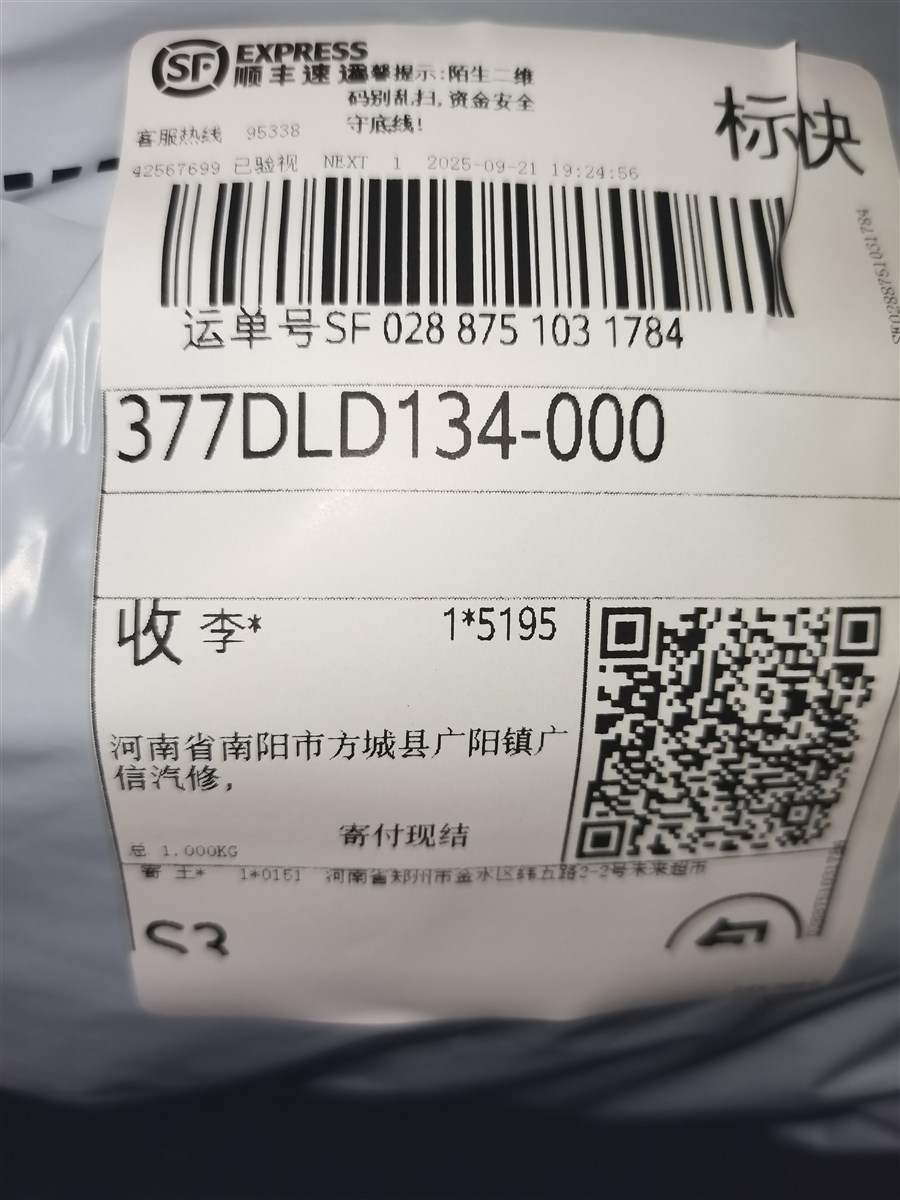 SF EXPRESS
顺丰速运
温馨提示:陌生二维
码别乱扫,资金安全
守底线!
标快
客服热线 95338
42567699 已验视 NEXT 1 2025-09-21 19:24:56
运单号SF 028 875 103 1784
SF0288751031784
377DLD134-000
收 李* 1*5195
河南省南阳市方城县广阳镇广
信汽修,
寄付现结
总 1.000KG
寄 王* 1*0151 河南省郑州市金水区纬五路2-2号未来超市